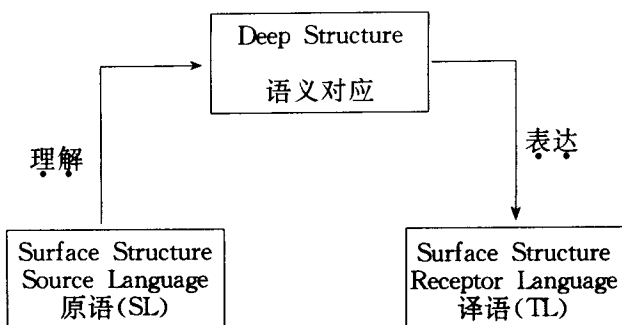 Deep Structure
语义对应
理解
表达
Surface Structure
Source Language
原语(SL)
Surface Structure
Receptor Language
译语(TL)